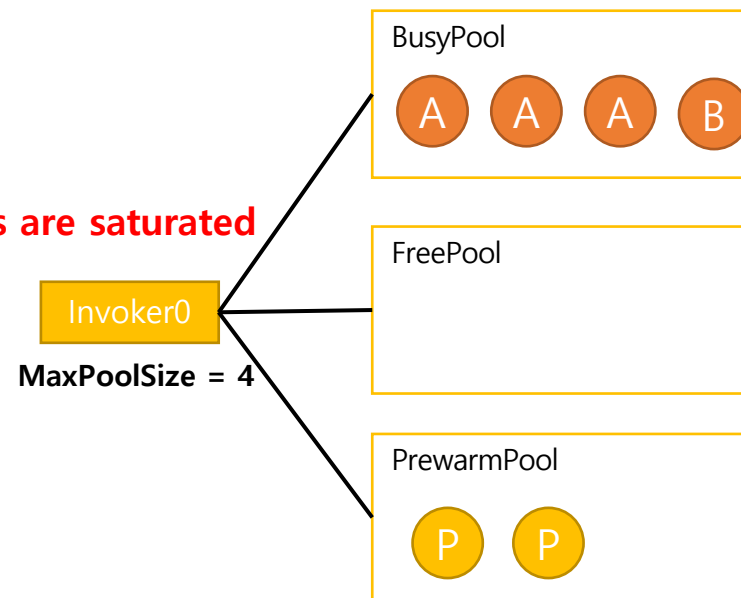 BusyPool
A A A B
s are saturated
FreePool
Invoker0
MaxPoolSize = 4
PrewarmPool
P P